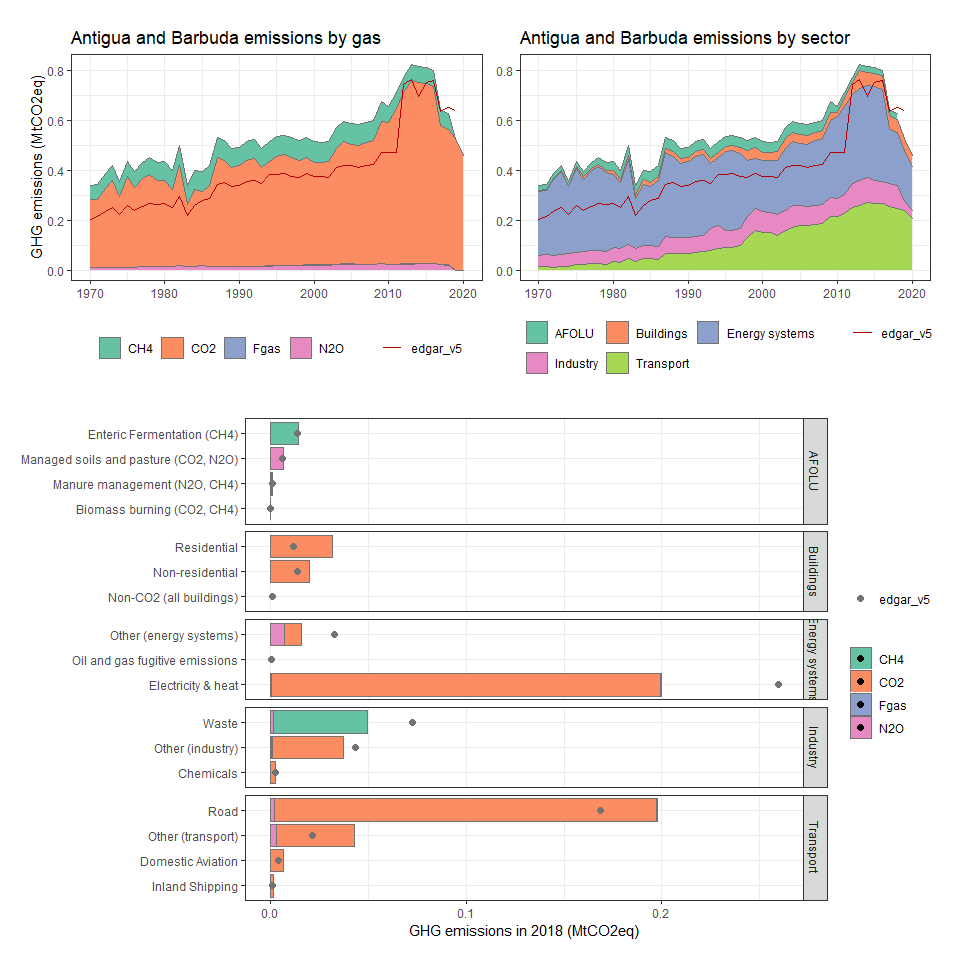 Antigua and Barbuda emissions by gas
GHG emissions (MtCO2eq)
0.8
0.6
0.4
0.2
0.0
1970 1980 1990 2000 2010 2020
CH4 CO2 Fgas N2O edgar_v5
Antigua and Barbuda emissions by sector
0.8
0.6
0.4
0.2
0.0
1970 1980 1990 2000 2010 2020
AFOLU Buildings Energy systems edgar_v5
Industry Transport
Enteric Fermentation (CH4)
Managed soils and pasture (CO2, N2O)
Manure management (N2O, CH4)
Biomass burning (CO2, CH4)
AFOLU
Residential
Non-residential
Non-CO2 (all buildings)
Buildings
Other (energy systems)
Oil and gas fugitive emissions
Electricity & heat
Energy systems
Waste
Other (industry)
Chemicals
Industry
Road
Other (transport)
Domestic Aviation
Inland Shipping
Transport
0.0 0.1 0.2
GHG emissions in 2018 (MtCO2eq)
edgar_v5
CH4
CO2
Fgas
N2O